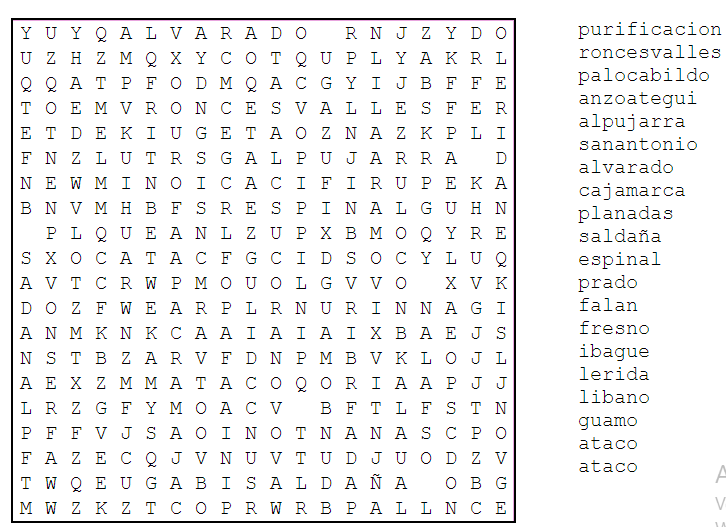 Y U Y Q A L V A R A D O   R N J Z Y D O
U Z H Z M Q X Y C O T Q U P L Y A K R L
Q Q A T P F O D M Q A C G Y I J B F F E
T O E M V R O N C E S V A L L E S F E R
E T D E K I U G E T A O Z N A Z K P L I
F N Z L U T R S G A L P U J A R R A   D
N E W M I N O I C A C I F I R U P E K A
B N V M H B F S R E S P I N A L G U H N
  P L Q U E A N L Z U P X B M O Q Y R E
S X O C A T A C F G C I D S O C Y L U Q
A V T C R W P M O U O L G V V O   X V K
D O Z F W E A R P L R N U R I N N A G I
A N M K N K C A A I A I A I X B A E J S
N S T B Z A R V F D N P M B V K L O J L
A E X Z M M A T A C O Q O R I A A P J J
L R Z G F Y M O A C V   B F T L F S T N
P F F V J S A O I N O T N A N A S C P O
F A Z E C Q J V N U V T U D J U O D Z V
T W Q E U G A B I S A L D A Ñ A   O B G
M W Z K Z T C O P R W R B P A L L N C E
purificacion
roncesvalles
palocabildo
anzoategui
alpujarra
sanantonio
alvarado
cajamarca
planadas
saldaña
espinal
prado
falan
fresno
ibague
lerida
libano
guamo
ataco
ataco